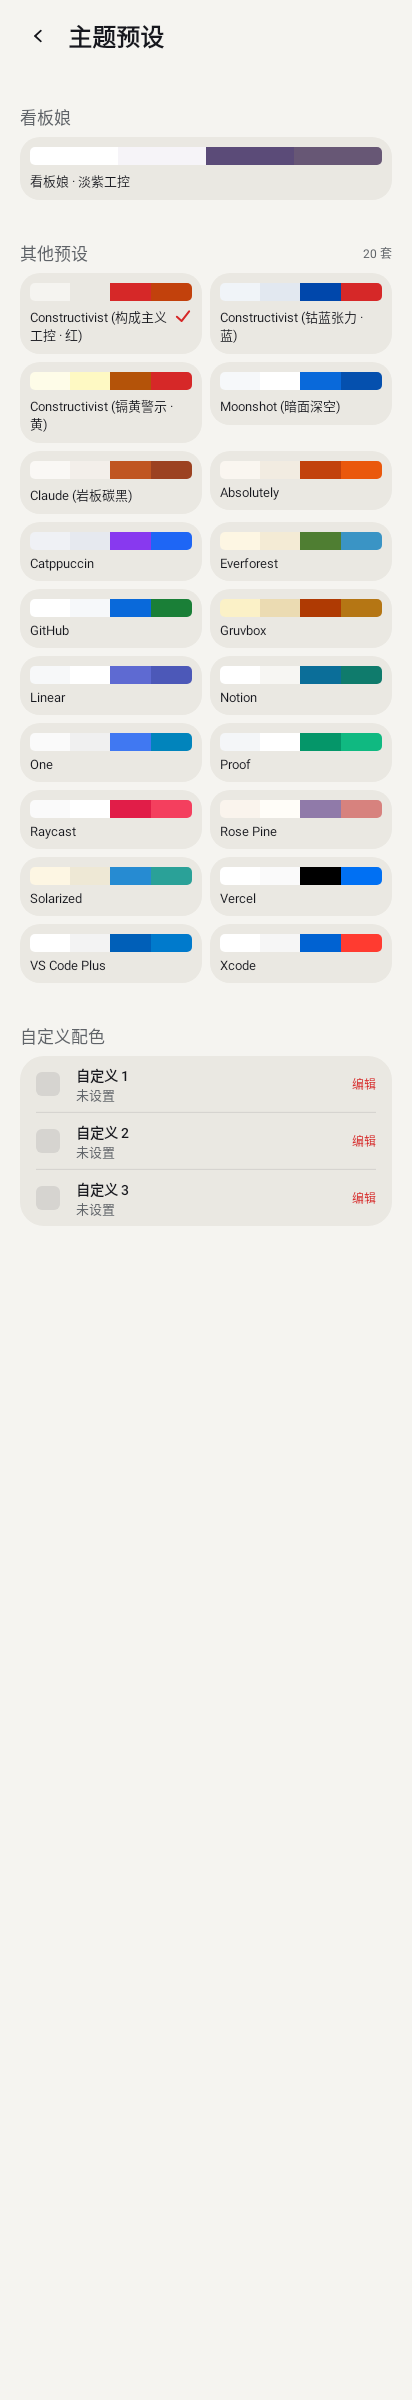 主题预设
看板娘
看板娘 · 淡紫工控
其他预设
20 套
Constructivist (构成主义
工控 · 红)
Constructivist (钴蓝张力 ·
蓝)
Constructivist (镉黄警示 ·
黄)
Moonshot (暗面深空)
Claude (岩板碳黑)
Absolutely
Catppuccin
Everforest
GitHub
Gruvbox
Linear
Notion
One
Proof
Raycast
Rose Pine
Solarized
Vercel
VS Code Plus
Xcode
自定义配色
自定义 1
未设置
编辑
自定义 2
未设置
编辑
自定义 3
未设置
编辑